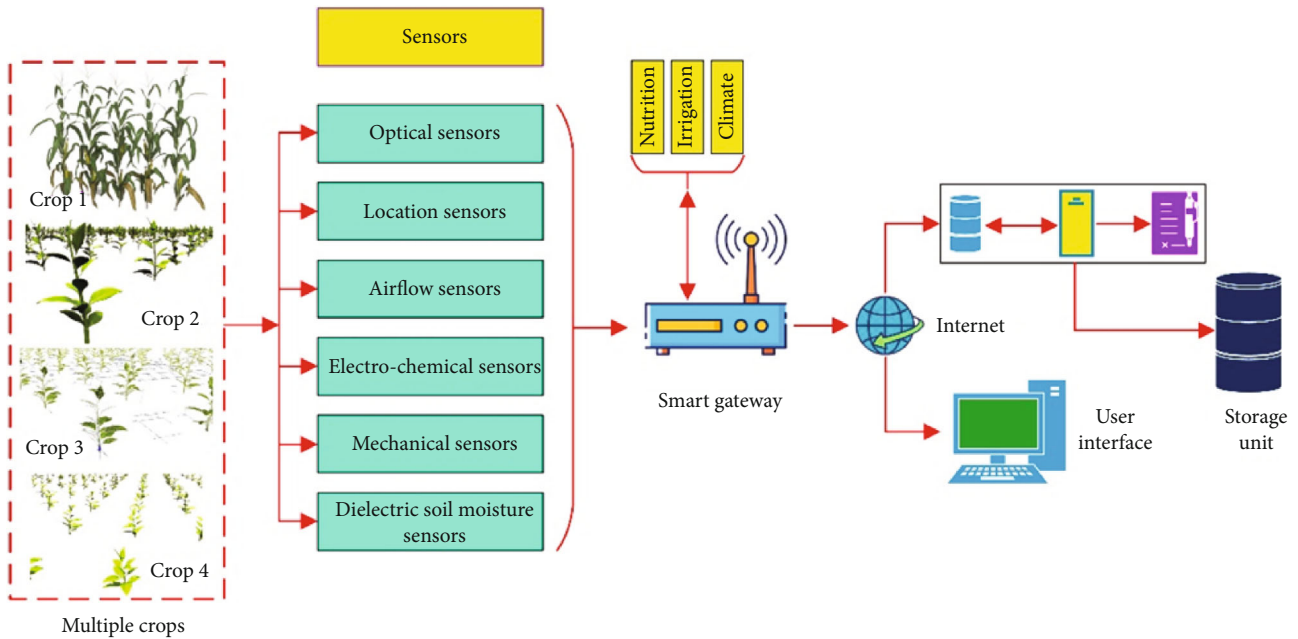 Sensors
Crop 1
Crop 2
Crop 3
Crop 4
Multiple crops
Optical sensors
Location sensors
Airflow sensors
Electro-chemical sensors
Mechanical sensors
Dielectric soil moisture
sensors
Nutrition
Irrigation
Climate
Smart gateway
Internet
User
interface
Storage
unit